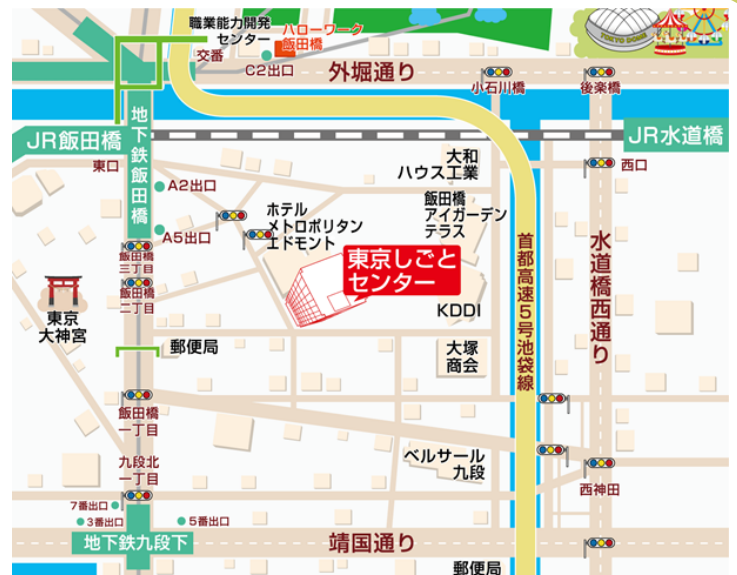 職業能力開発
センター
ハローワーク
飯田橋
交番
C2出口
外堀通り
小石川橋
後楽橋
TOKYO DOME
JR飯田橋
東口
地下鉄飯田橋
JR水道橋
西口
大和
ハウス工業
A2出口
A5出口
ホテル
メトロポリタン
エドモント
飯田橋
アイガーデン
テラス
飯田橋
三丁目
飯田橋
二丁目
東京しごと
センター
首都高速5号池袋線
水道橋西通り
東京
大神宮
KDDI
郵便局
大塚
商会
飯田橋
一丁目
九段北
一丁目
ベルサール
九段
西神田
7番出口
3番出口
5番出口
地下鉄九段下
靖国通り
郵便局